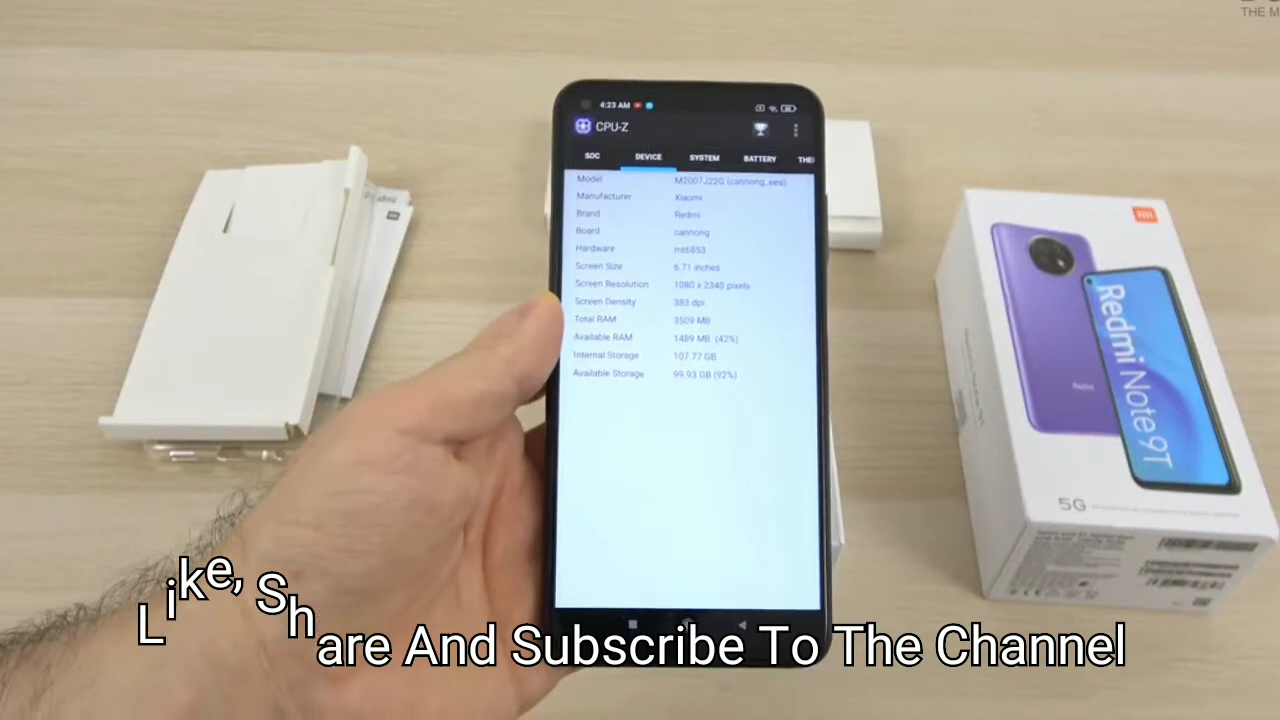 THE M
4:23 AM
CPU-Z
SOC DEVICE SYSTEM BATTERY THE
Model M2007J22G (cannong_eea)
Manufacturer Xiaomi
Brand Redmi
Board cannong
Hardware mt6853
Screen Size 6.71 inches
Screen Resolution 1080 x 2340 pixels
Screen Density 383 dpi
Total RAM 3509 MB
Available RAM 1489 MB (42%)
Internal Storage 107.77 GB
Available Storage 99.93 GB (92%)
mi
Redmi Note 9T
5G
Like, Share And Subscribe To The Channel